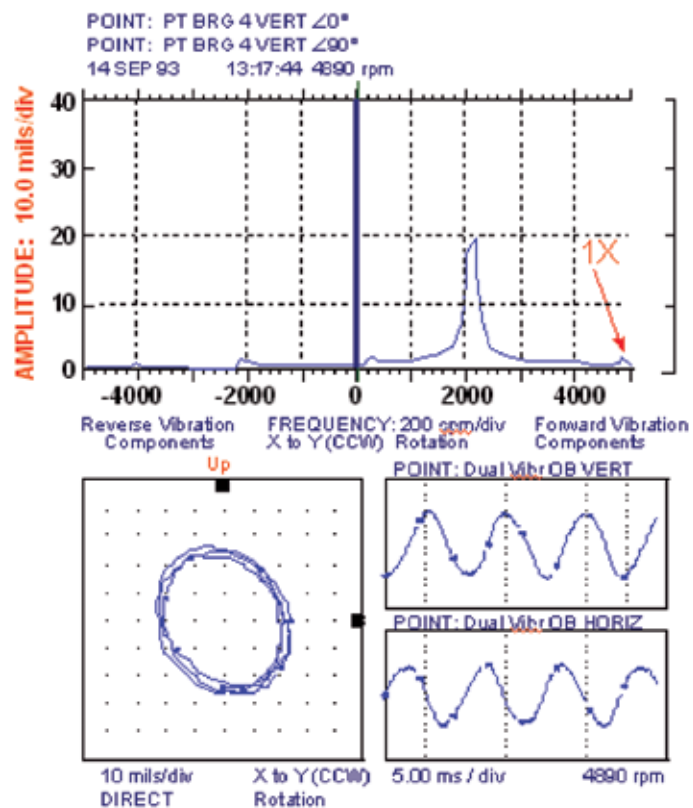 POINT: PT BRG 4 VERT ∠0°
POINT: PT BRG 4 VERT ∠90°
14 SEP 93 13:17:44 4890 rpm
AMPLITUDE: 10.0 mils/div
40
30
20
10
0
1X
-4000 -2000 0 2000 4000
Reverse Vibration Components
FREQUENCY: 200 cpm/div
X to Y (CCW) Rotation
Forward Vibration Components
Up
POINT: Dual Vibr OB VERT
POINT: Dual Vibr OB HORIZ
10 mils/div X to Y (CCW)
DIRECT Rotation
5.00 ms / div 4890 rpm